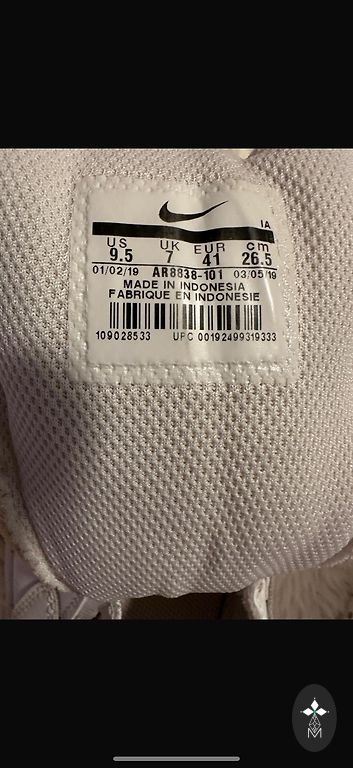 IA
US UK EUR cm
9.5 7 41 26.5
01/02/19 AR8838-101 03/05/19
MADE IN INDONESIA
FABRIQUE EN INDONESIE
109028533 UPC 00192499319333
M